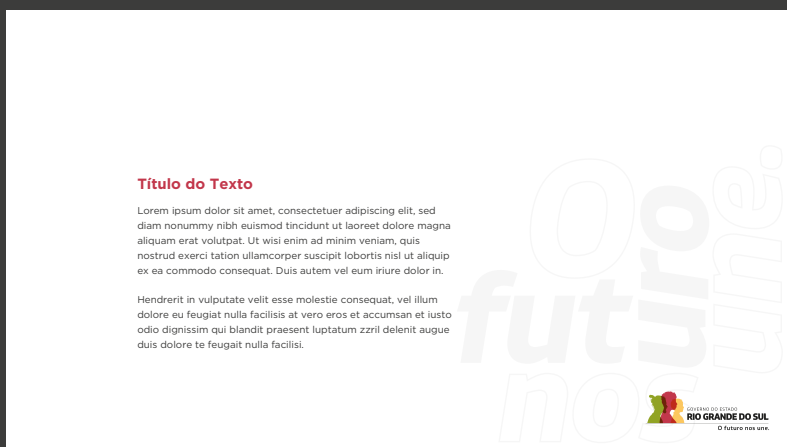 Título do Texto
Lorem ipsum dolor sit amet, consectetuer adipiscing elit, sed
diam nonummy nibh euismod tincidunt ut laoreet dolore magna
aliquam erat volutpat. Ut wisi enim ad minim veniam, quis
nostrud exerci tation ullamcorper suscipit lobortis nisl ut aliquip
ex ea commodo consequat. Duis autem vel eum iriure dolor in.
Hendrerit in vulputate velit esse molestie consequat, vel illum
dolore eu feugiat nulla facilisis at vero eros et accumsan et iusto
odio dignissim qui blandit praesent luptatum zzril delenit augue
duis dolore te feugait nulla facilisi.
O
futuro
nos
une.
GOVERNO DO ESTADO
RIO GRANDE DO SUL
O futuro nos une.